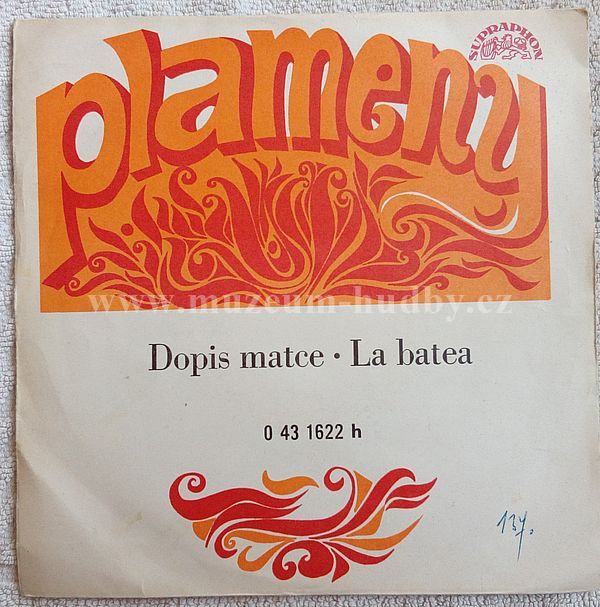 SUPRAPHON
plameny
www.muzeum-hudby.cz
Dopis matce • La batea
0 43 1622 h
137.